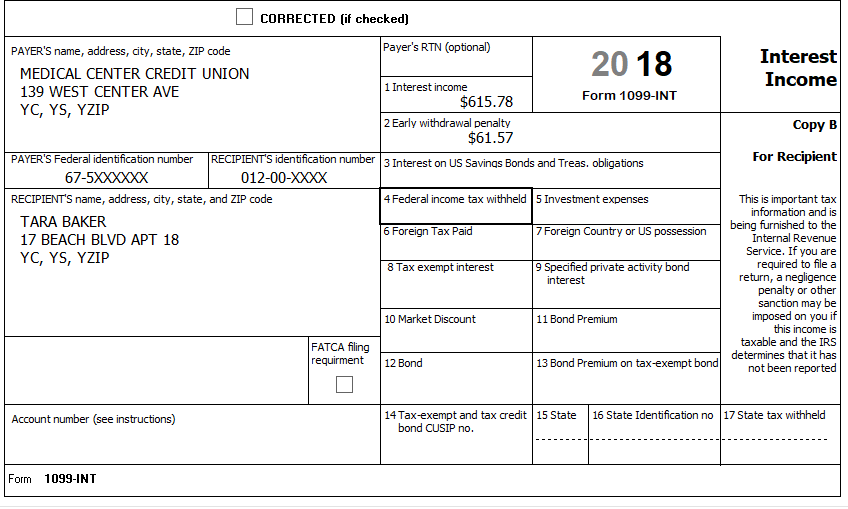 CORRECTED (if checked)
PAYER'S name, address, city, state, ZIP code
MEDICAL CENTER CREDIT UNION
139 WEST CENTER AVE
YC, YS, YZIP
Payer's RTN (optional)
1 Interest income
$615.78
2018
Form 1099-INT
Interest
Income
2 Early withdrawal penalty
$61.57
Copy B
For Recipient
PAYER'S Federal identification number
67-5XXXXXX
RECIPIENT'S identification number
012-00-XXXX
3 Interest on US Savings Bonds and Treas. obligations
RECIPIENT'S name, address, city, state, and ZIP code
TARA BAKER
17 BEACH BLVD APT 18
YC, YS, YZIP
4 Federal income tax withheld
5 Investment expenses
6 Foreign Tax Paid
7 Foreign Country or US possession
8 Tax exempt interest
9 Specified private activity bond
interest
10 Market Discount
11 Bond Premium
This is important tax
information and is
being furnished to the
Internal Revenue
Service. If you are
required to file a
return, a negligence
penalty or other
sanction may be
imposed on you if
this income is
taxable and the IRS
determines that it has
not been reported
FATCA filing
requirment
12 Bond
13 Bond Premium on tax-exempt bond
Account number (see instructions)
14 Tax-exempt and tax credit
bond CUSIP no.
15 State
16 State Identification no
17 State tax withheld
Form 1099-INT